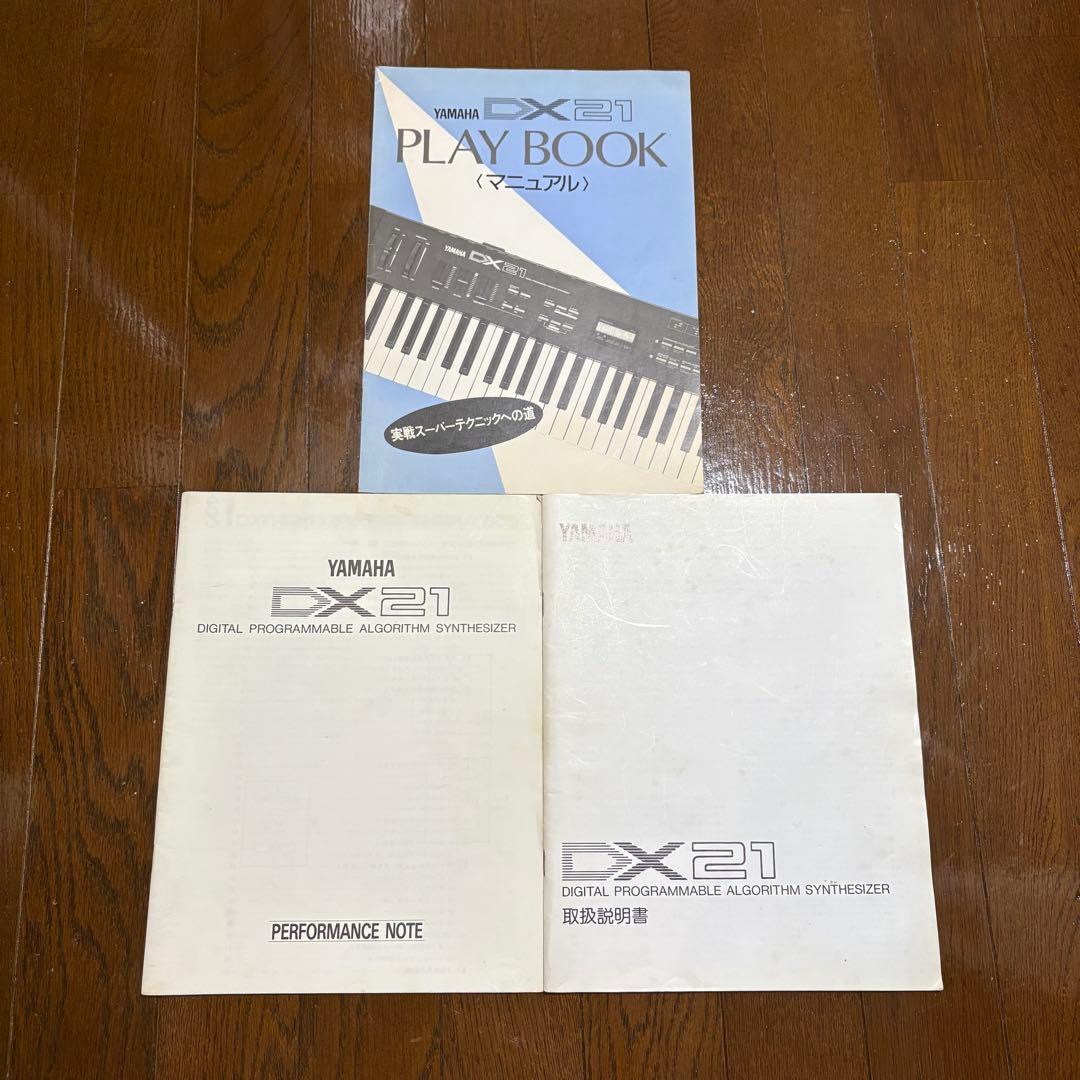 YAMAHA DX21
PLAY BOOK
〈マニュアル〉
YAMAHA DX21
実戦スーパーテクニックへの道
YAMAHA
DX21
DIGITAL PROGRAMMABLE ALGORITHM SYNTHESIZER
PERFORMANCE NOTE
YAMAHA
DX21
DIGITAL PROGRAMMABLE ALGORITHM SYNTHESIZER
取扱説明書